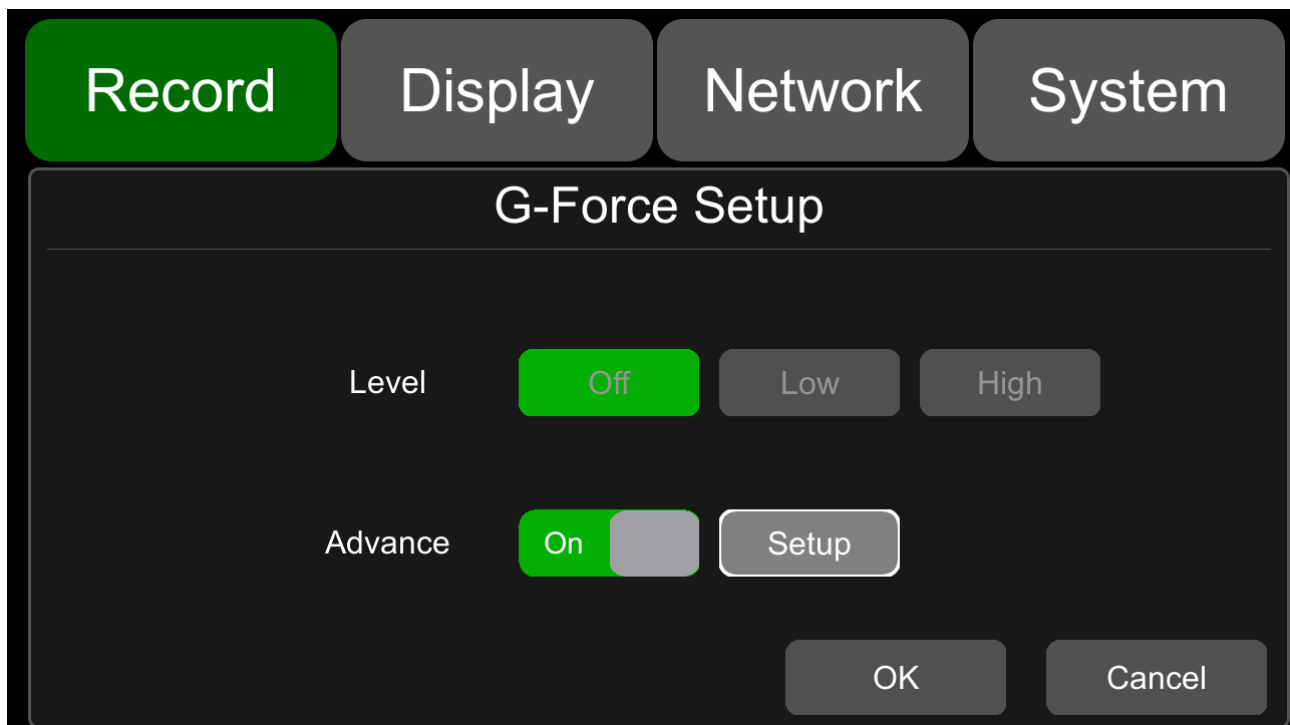 Record Display Network System
G-Force Setup
Level Off Low High
Advance On Setup
OK Cancel